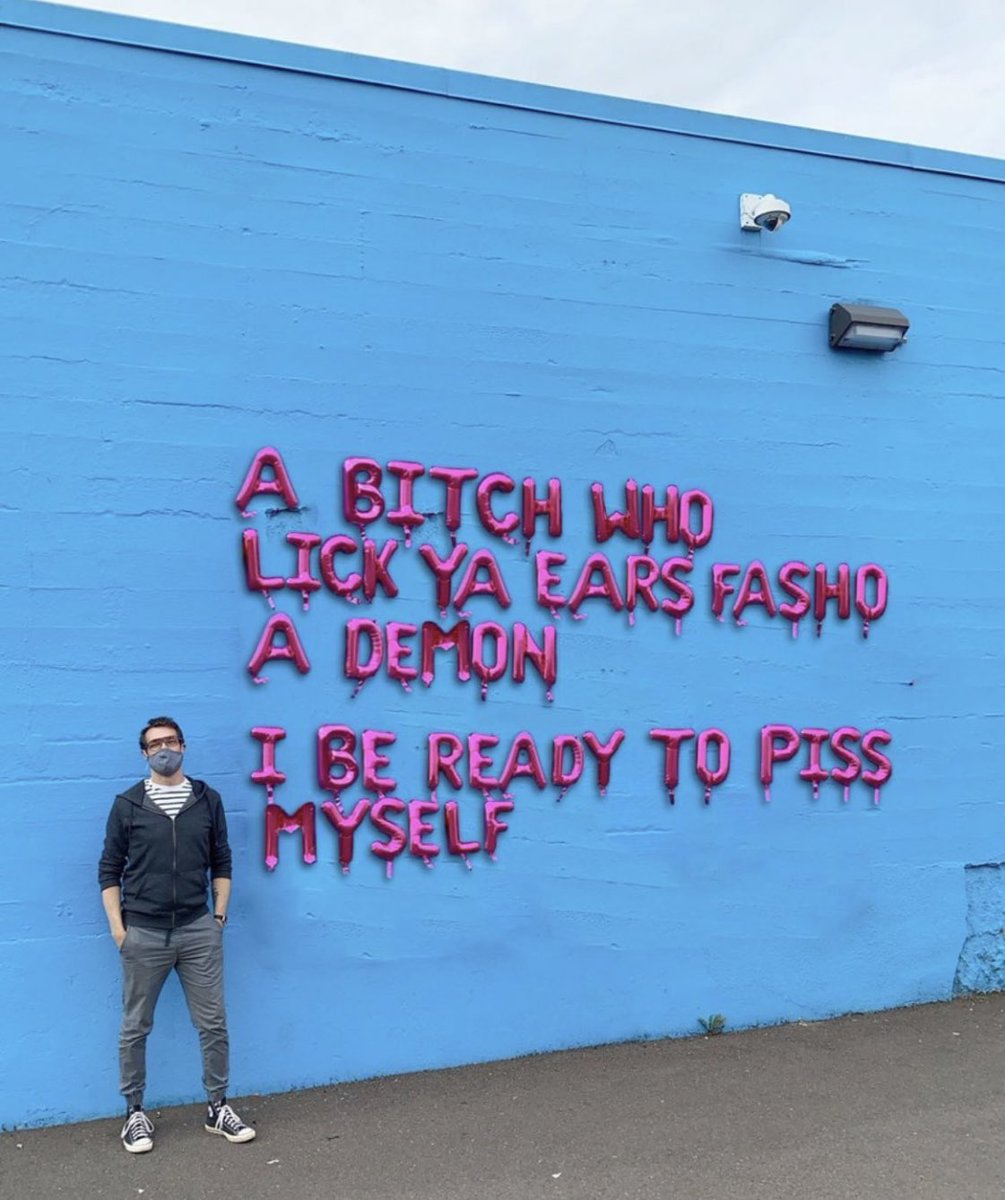 A BITCH WHO
LICK YA EARS FASHO
A DEMON
I BE READY TO PISS
MYSELF